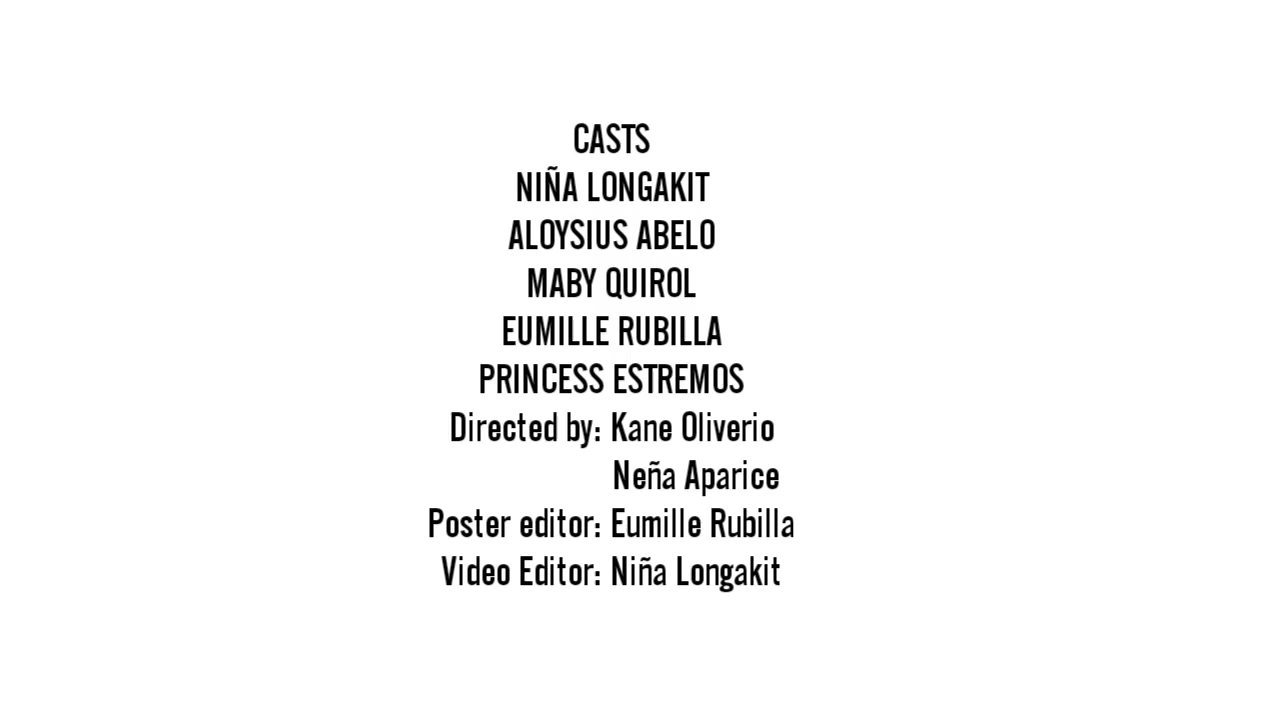 CASTS
NIÑA LONGAKIT
ALOYSIUS ABELO
MABY QUIROL
EUMILLE RUBILLA
PRINCESS ESTREMOS
Directed by: Kane Oliverio
Neña Aparice
Poster editor: Eumille Rubilla
Video Editor: Niña Longakit